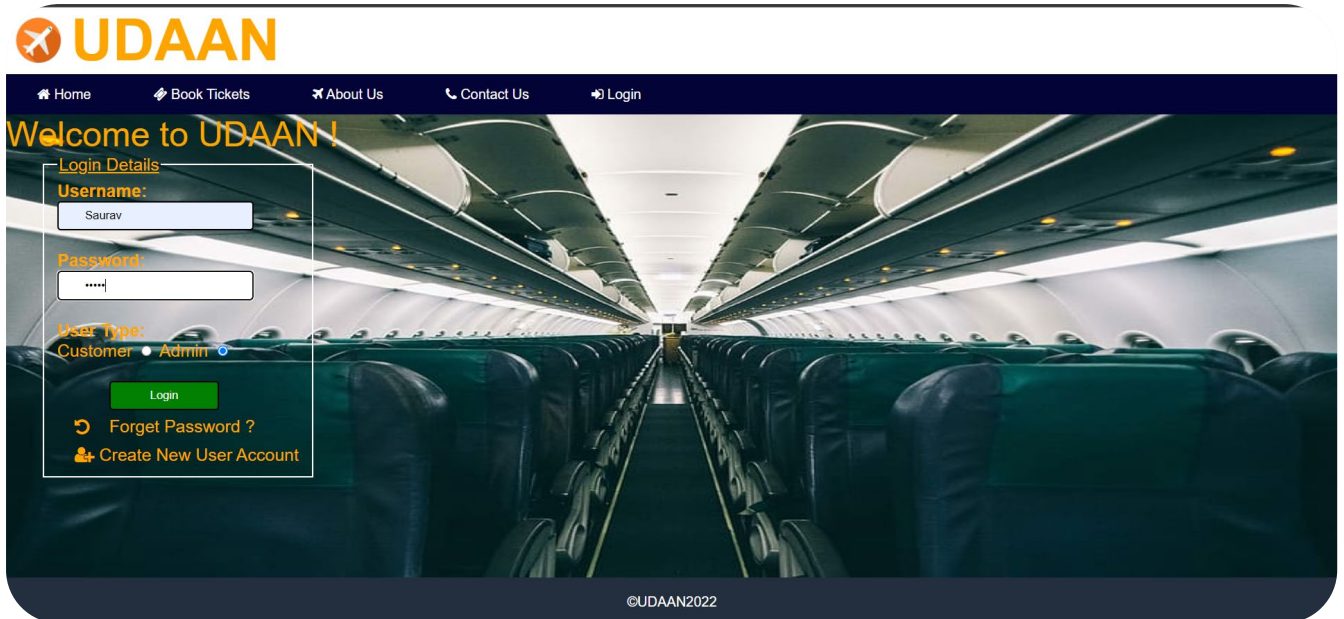 UDAAN
Home Book Tickets About Us Contact Us Login
Welcome to UDAAN !
Login Details
Username:
Saurav
Password:
•••••
User Type:
Customer Admin
Login
Forget Password ?
Create New User Account
©UDAAN2022